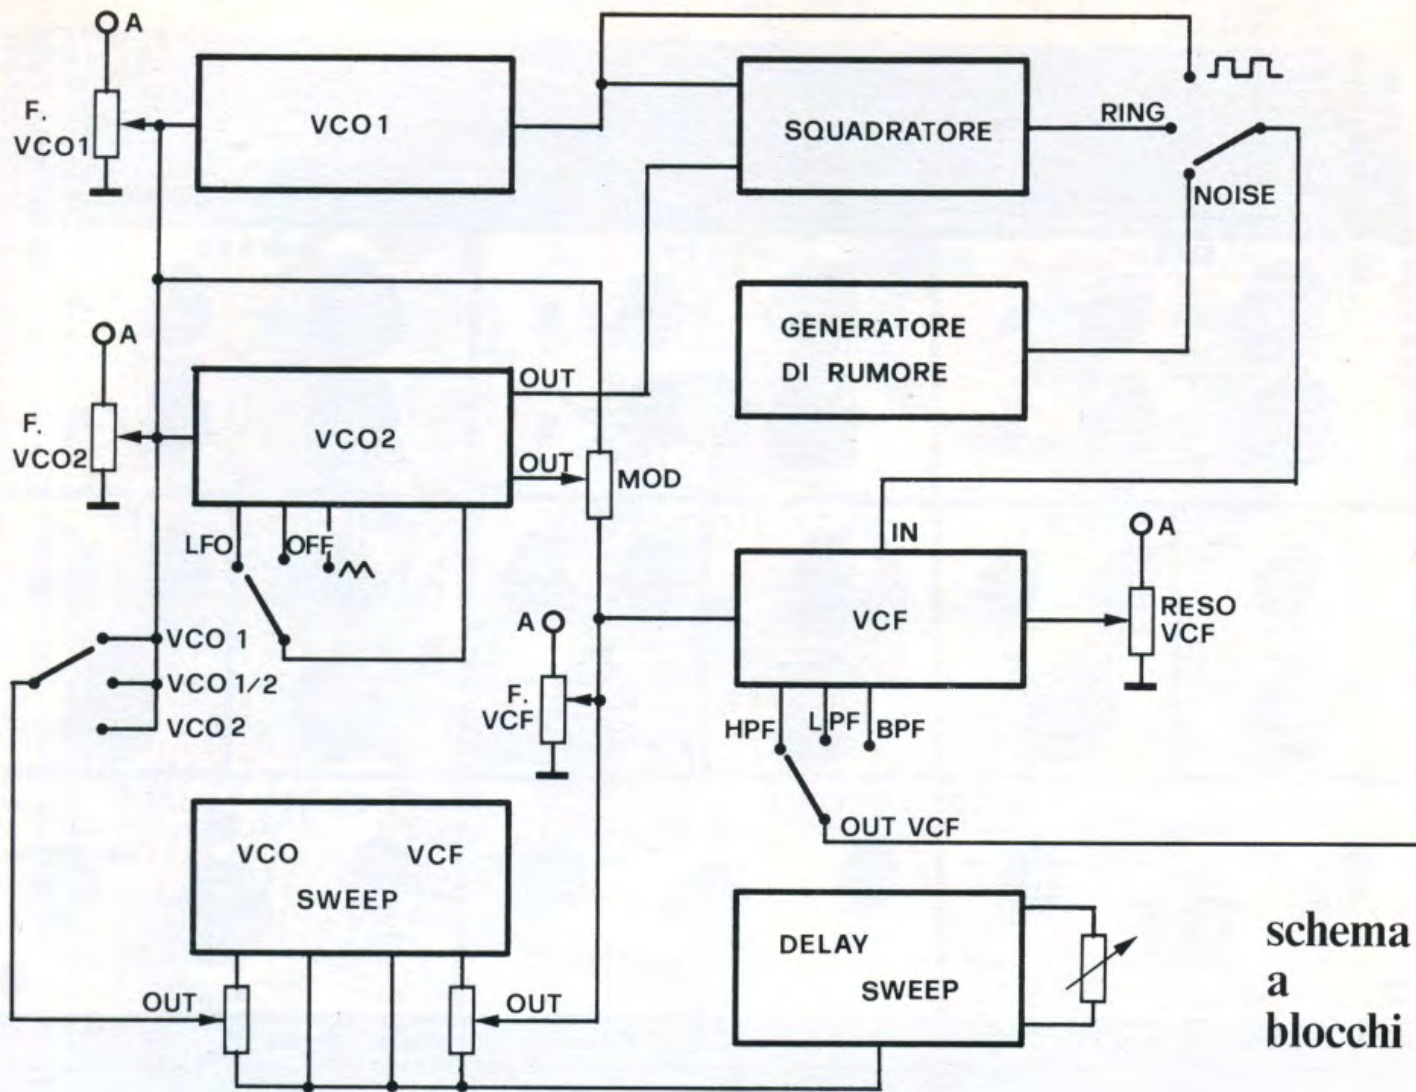 A
F.
VCO1
VCO1
SQUADRATORE
RING
NOISE
A
F.
VCO2
VCO2
OUT
OUT
MOD
GENERATORE
DI RUMORE
LFO
OFF
VCO 1
VCO 1/2
VCO 2
A
F.
VCF
IN
VCF
A
RESO
VCF
HPF
LPF
BPF
OUT VCF
VCO VCF
SWEEP
OUT
OUT
DELAY
SWEEP
schema
a
blocchi